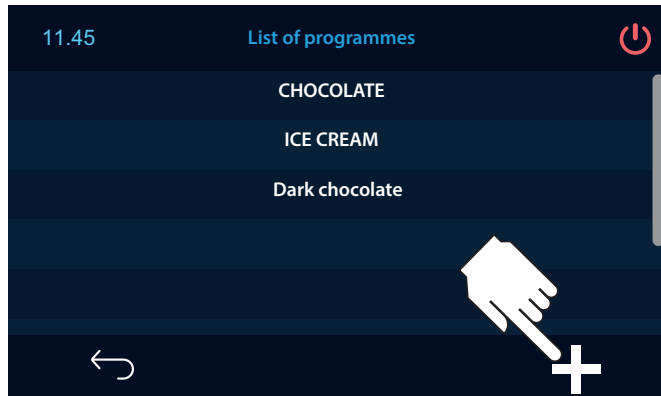 11.45
List of programmes
CHOCOLATE
ICE CREAM
Dark chocolate